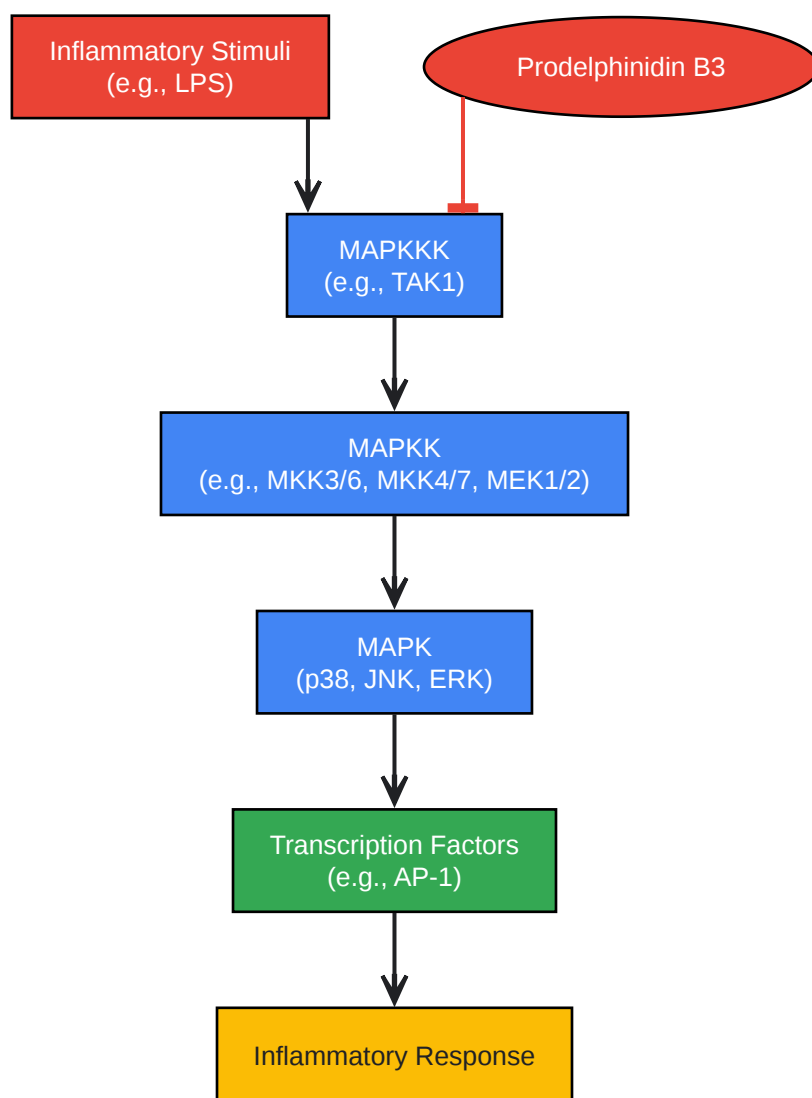 Inflammatory Stimuli
(e.g., LPS)
Prodelphinidin B3
MAPKKK
(e.g., TAK1)
MAPKK
(e.g., MKK3/6, MKK4/7, MEK1/2)
MAPK
(p38, JNK, ERK)
Transcription Factors
(e.g., AP-1)
Inflammatory Response